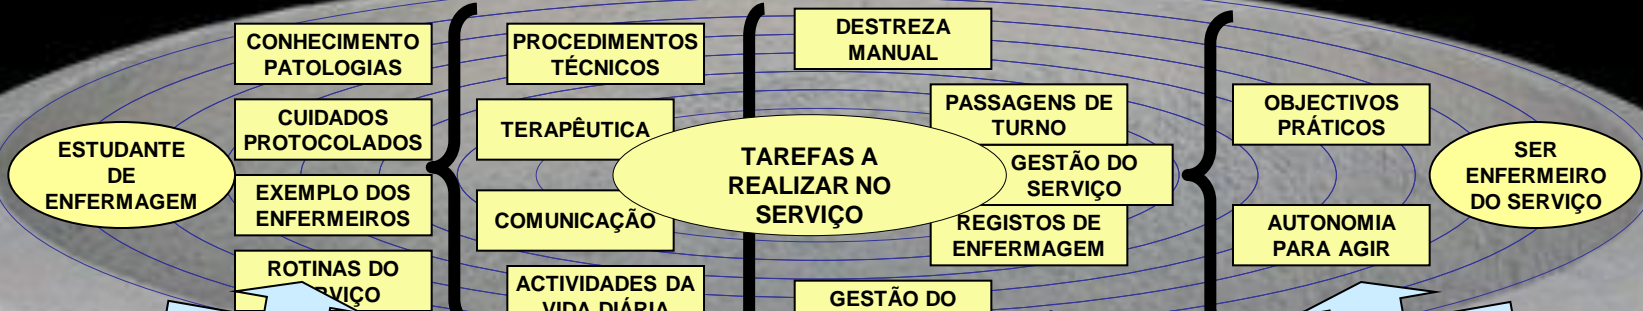 ESTUDANTE
DE
ENFERMAGEM
CONHECIMENTO
PATOLOGIAS
CUIDADOS
PROTOCOLADOS
EXEMPLO DOS
ENFERMEIROS
ROTINAS DO
PROCEDIMENTOS
TÉCNICOS
TERAPÊUTICA
COMUNICAÇÃO
ACTIVIDADES DA
VIDA DIÁRIA
TAREFAS A
REALIZAR NO
SERVIÇO
DESTREZA
MANUAL
PASSAGENS DE
TURNO
GESTÃO DO
SERVIÇO
REGISTOS DE
ENFERMAGEM
GESTÃO DO
OBJECTIVOS
PRÁTICOS
AUTONOMIA
PARA AGIR
SER
ENFERMEIRO
DO SERVIÇO